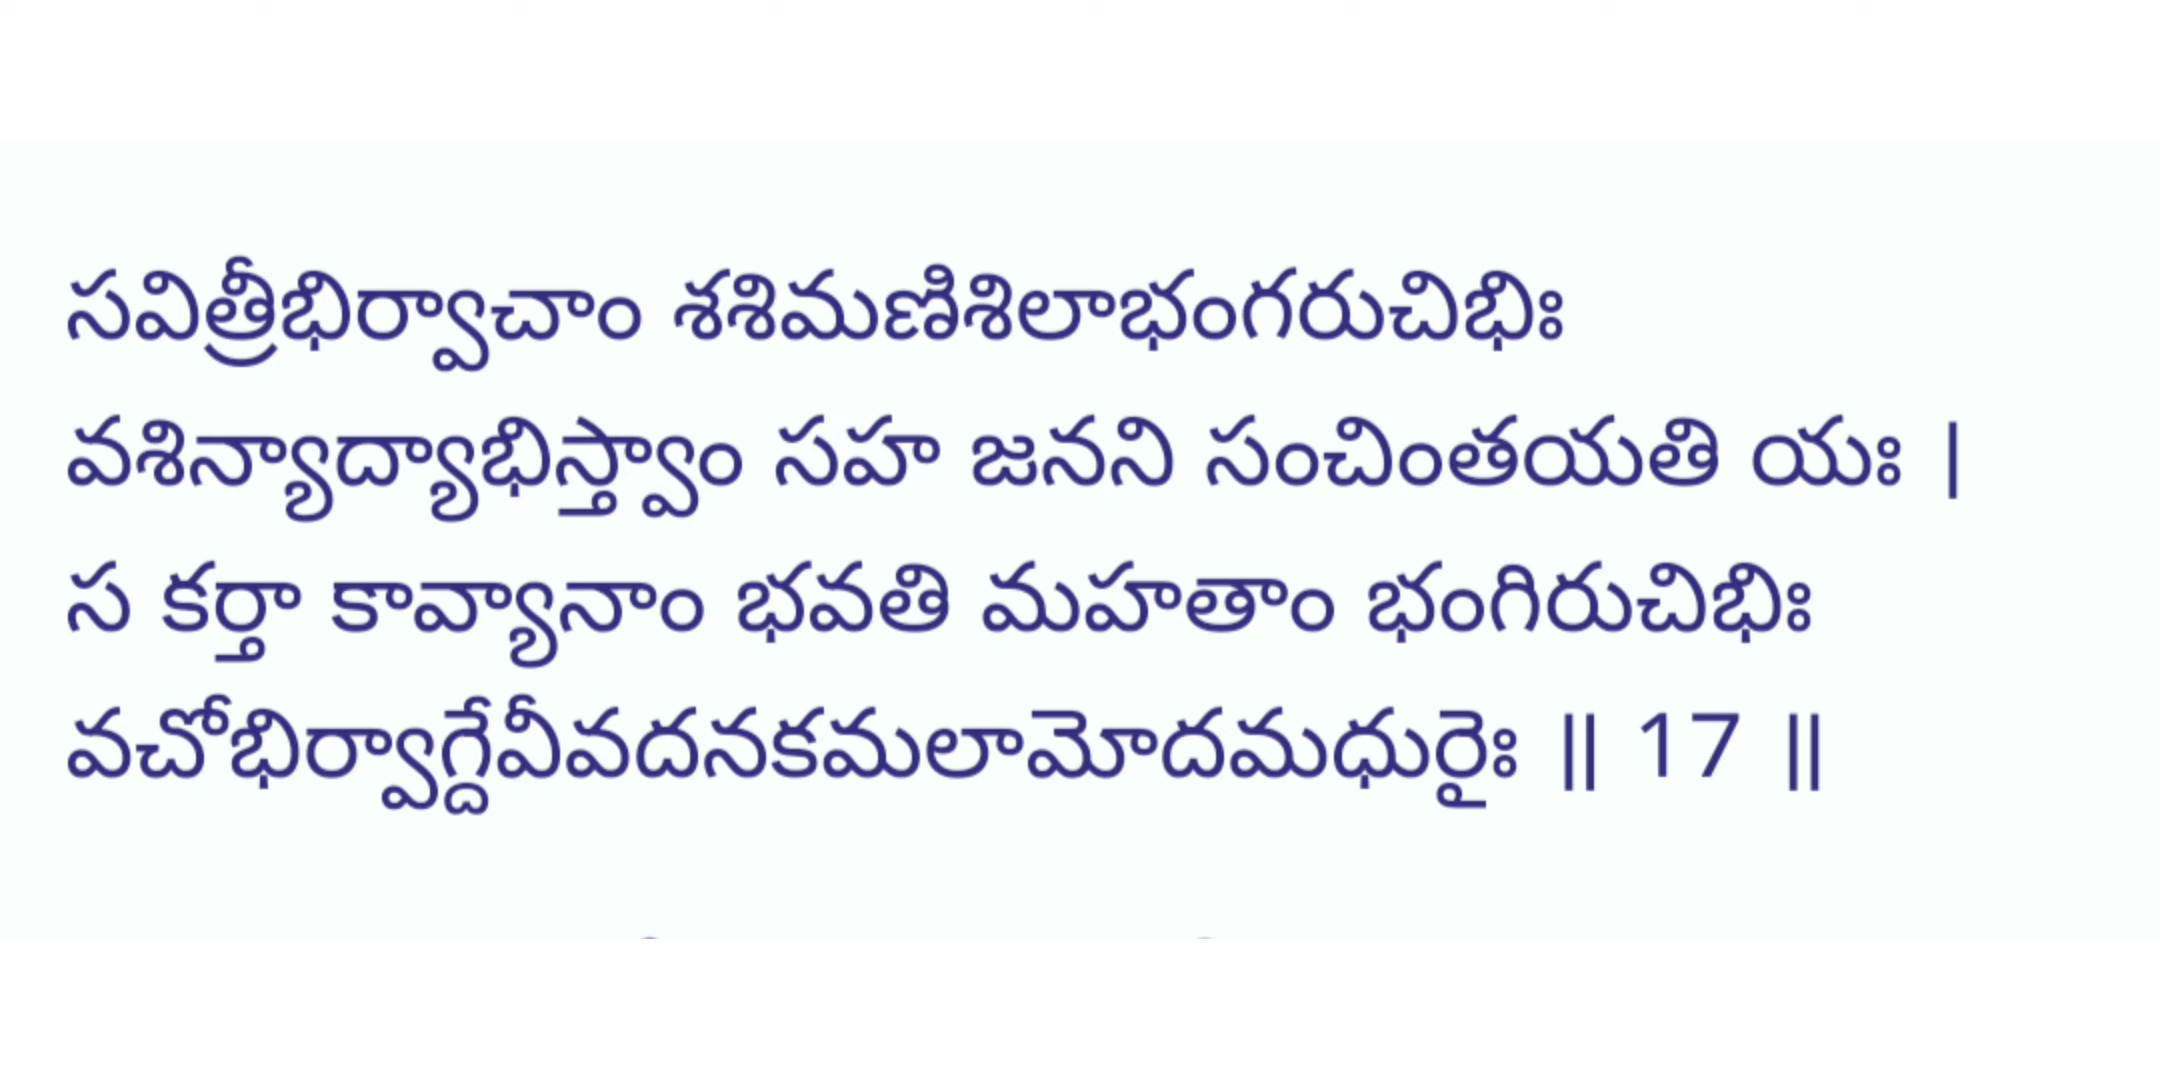 సవిత్రీభిర్వాచాం శశిమణిశిలాభంగరుచిభిః
వశిన్యాద్యాభిస్త్వాం సహ జనని సంచింతయతి యః |
స కర్తా కావ్యానాం భవతి మహతాం భంగిరుచిభిః
వచోభిర్వాగ్దేవీవదనకమలామోదమధురైః || 17 ||